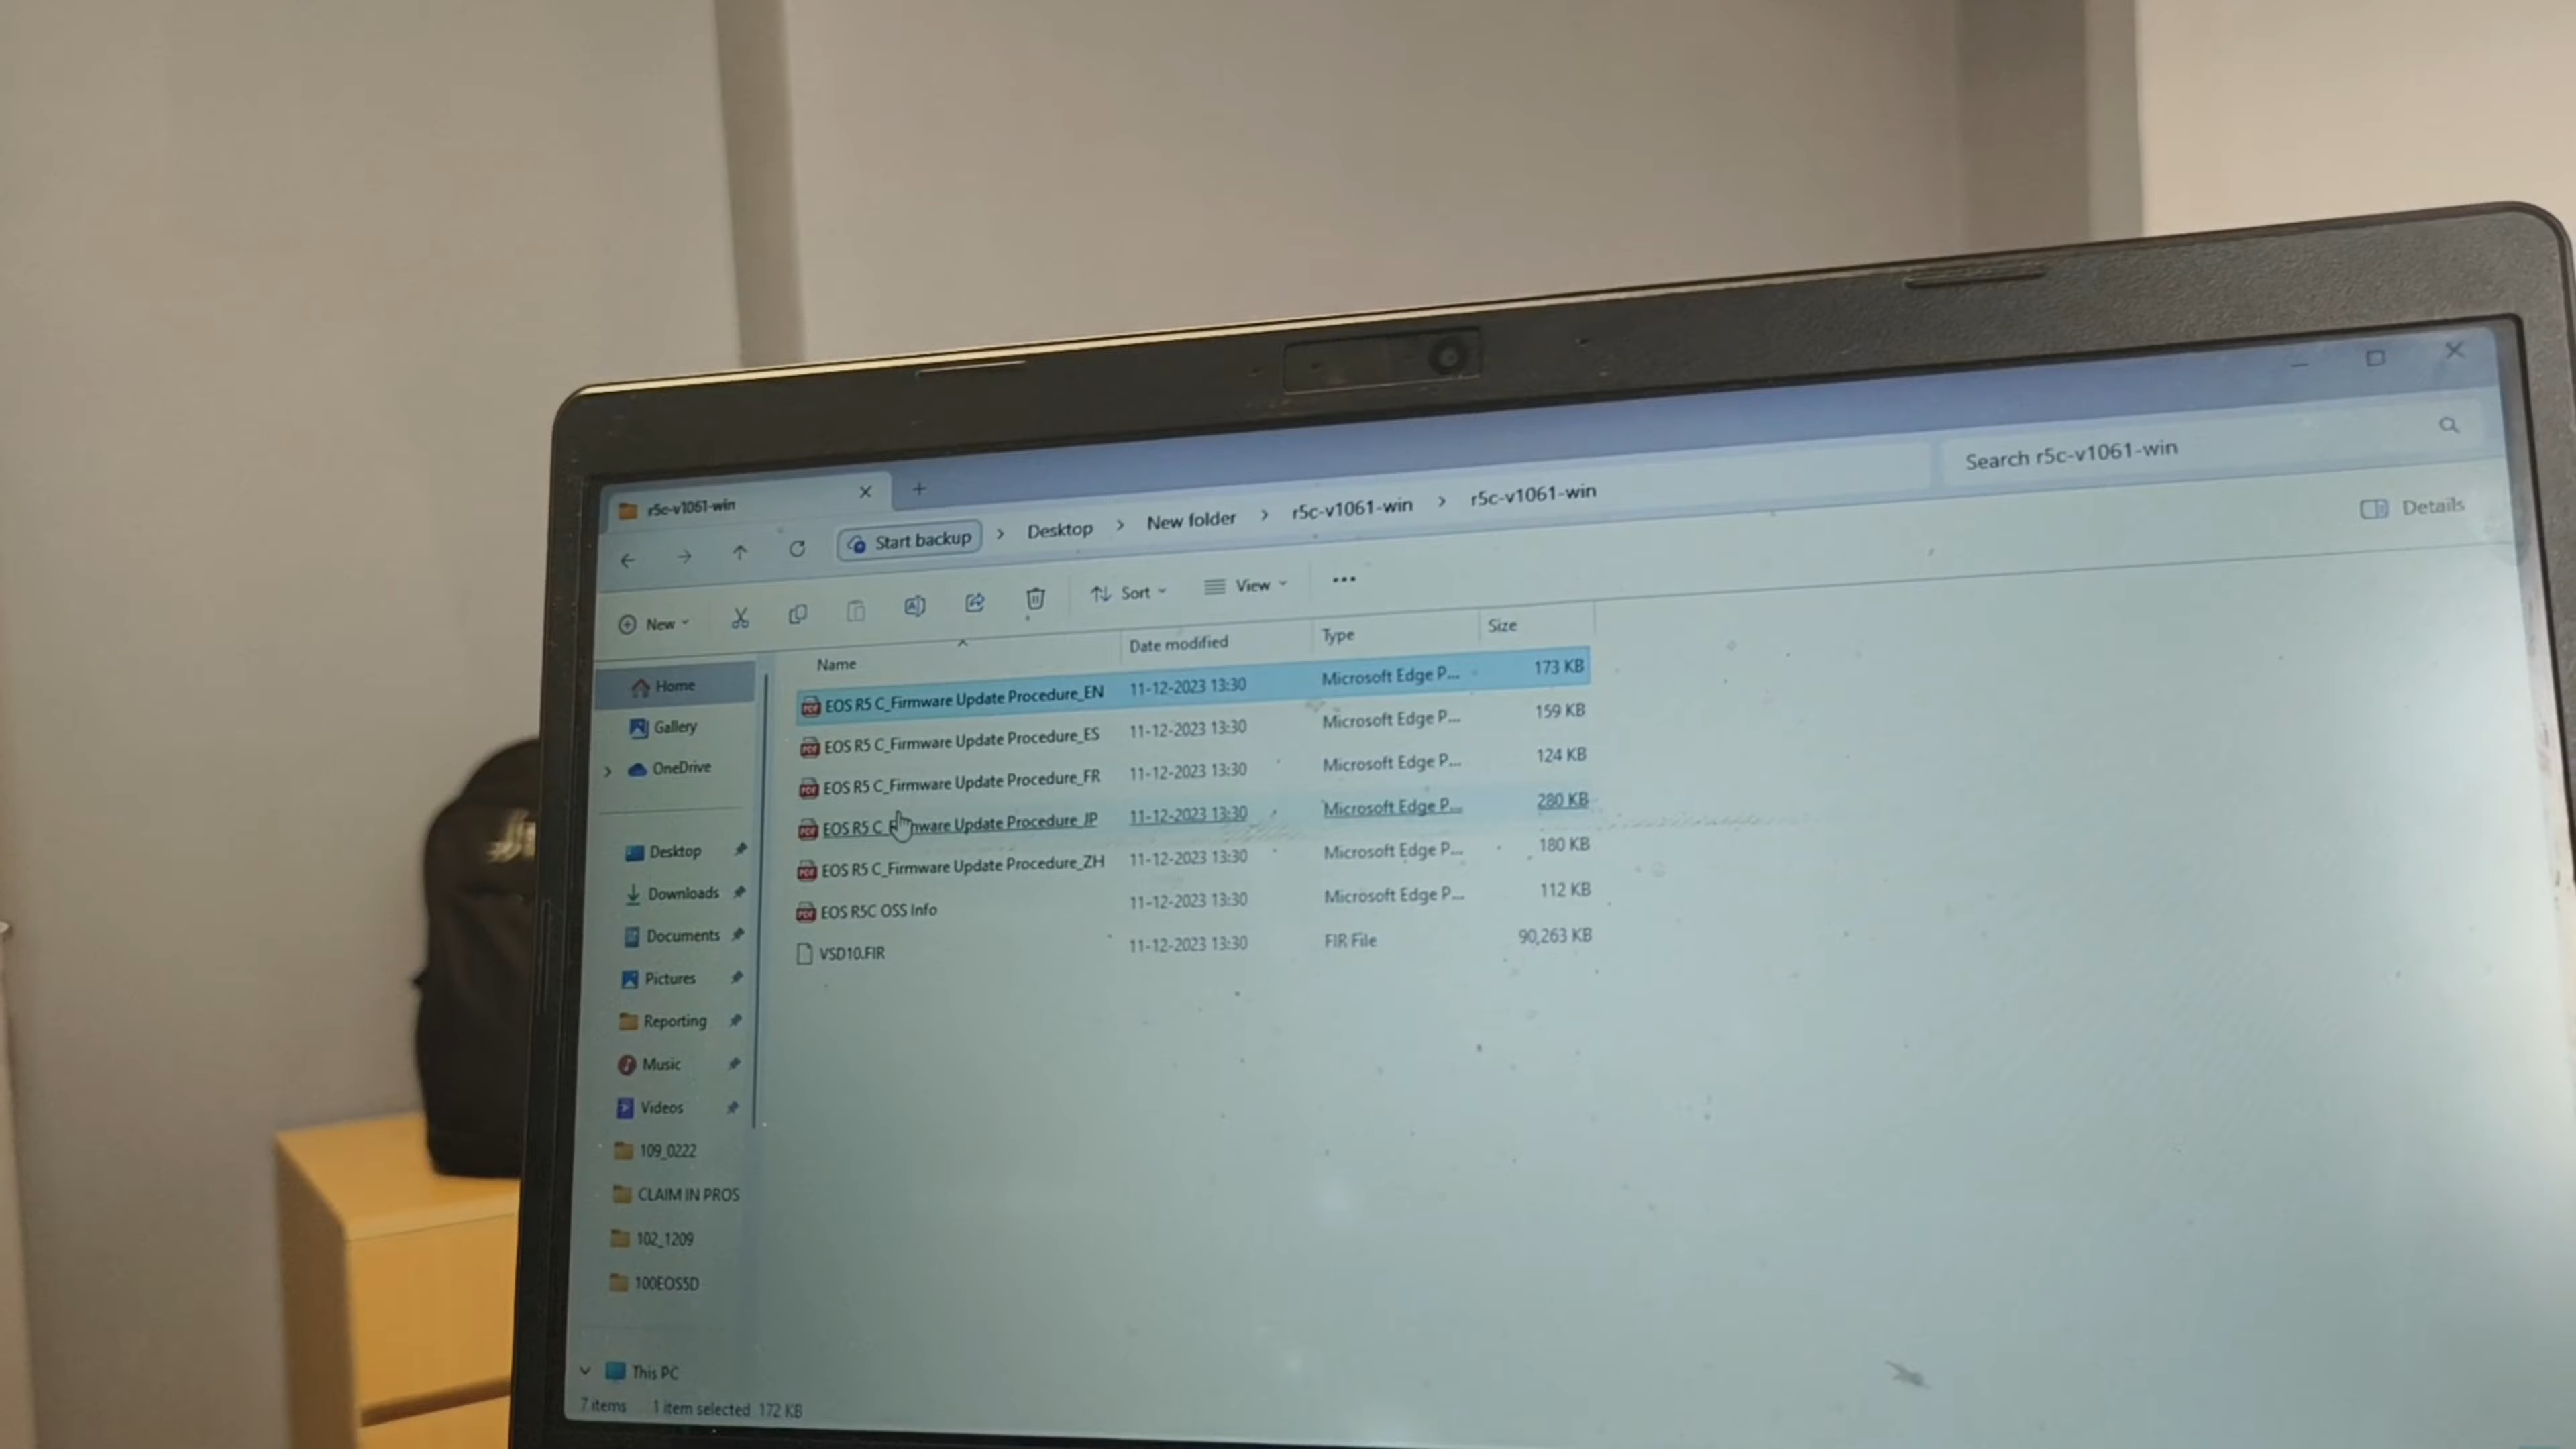 r5c-v1061-win
Start backup > Desktop > New folder > r5c-v1061-win > r5c-v1061-win
Search r5c-v1061-win
New
Sort
View
Details
Name Date modified Type Size
EOS R5 C_Firmware Update Procedure_EN 11-12-2023 13:30 Microsoft Edge P... 173 KB
EOS R5 C_Firmware Update Procedure_ES 11-12-2023 13:30 Microsoft Edge P... 159 KB
EOS R5 C_Firmware Update Procedure_FR 11-12-2023 13:30 Microsoft Edge P... 124 KB
EOS R5 C_Firmware Update Procedure_JP 11-12-2023 13:30 Microsoft Edge P... 280 KB
EOS R5 C_Firmware Update Procedure_ZH 11-12-2023 13:30 Microsoft Edge P... 180 KB
EOS R5C OSS Info 11-12-2023 13:30 Microsoft Edge P... 112 KB
VSD10.FIR 11-12-2023 13:30 FIR File 90,263 KB
Home
Gallery
OneDrive
Desktop
Downloads
Documents
Pictures
Reporting
Music
Videos
109_0222
CLAIM IN PROS
102_1209
100EOS5D
This PC
7 items 1 item selected 172 KB